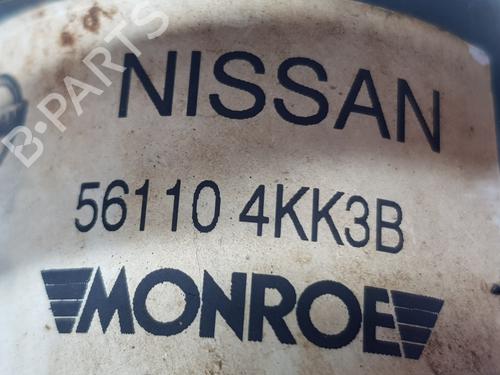 NISSAN
56110 4KK3B
MONROE
B-PARTS